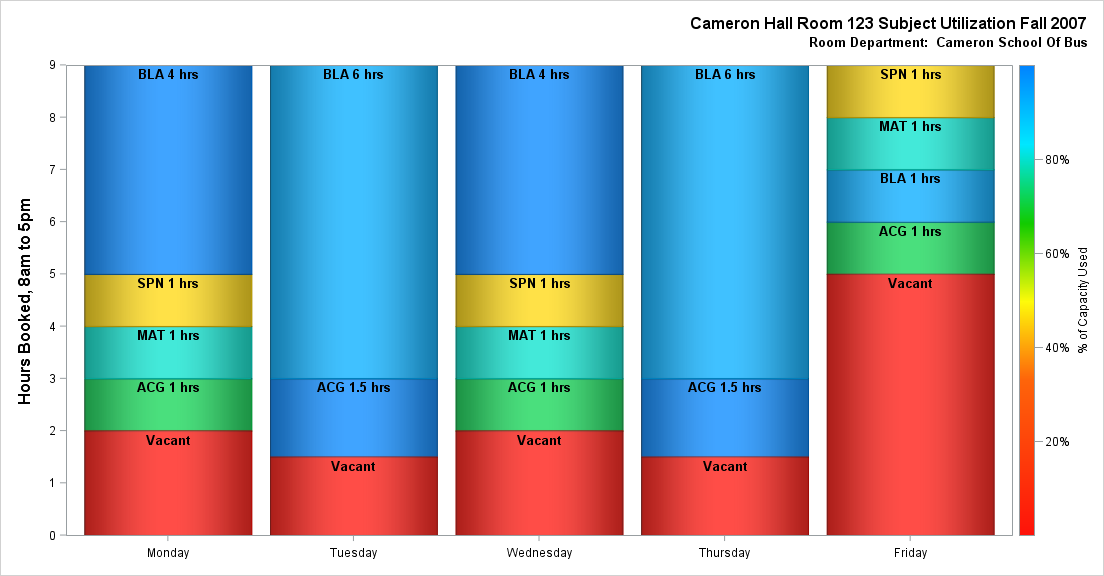 Cameron Hall Room 123 Subject Utilization Fall 2007
Room Department:  Cameron School Of Bus
Hours Booked, 8am to 5pm
9
8
7
6
5
4
3
2
1
0
BLA 4 hrs
SPN 1 hrs
MAT 1 hrs
ACG 1 hrs
Vacant
BLA 6 hrs
ACG 1.5 hrs
Vacant
BLA 4 hrs
SPN 1 hrs
MAT 1 hrs
ACG 1 hrs
Vacant
BLA 6 hrs
ACG 1.5 hrs
Vacant
SPN 1 hrs
MAT 1 hrs
BLA 1 hrs
ACG 1 hrs
Vacant
Monday
Tuesday
Wednesday
Thursday
Friday
80%
60%
40%
20%
% of Capacity Used